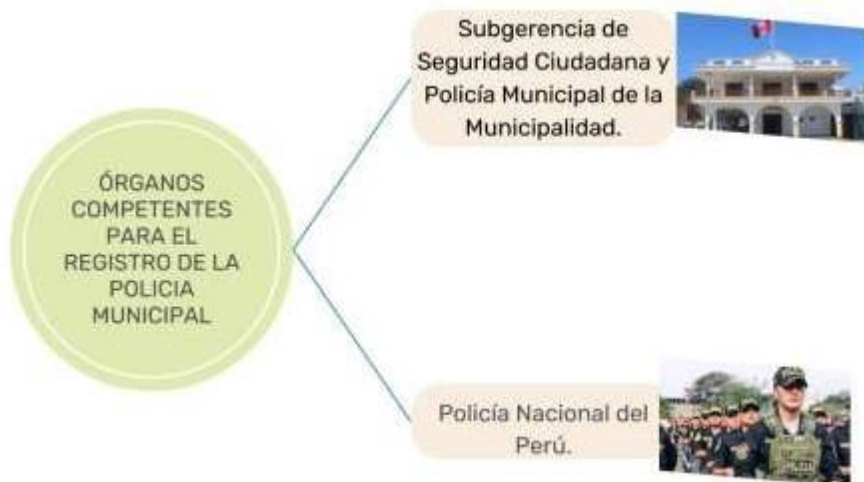 Subgerencia de
Seguridad Ciudadana y
Policía Municipal de la
Municipalidad.
ÓRGANOS
COMPETENTES
PARA EL
REGISTRO DE LA
POLICIA
MUNICIPAL
Policía Nacional del
Perú.